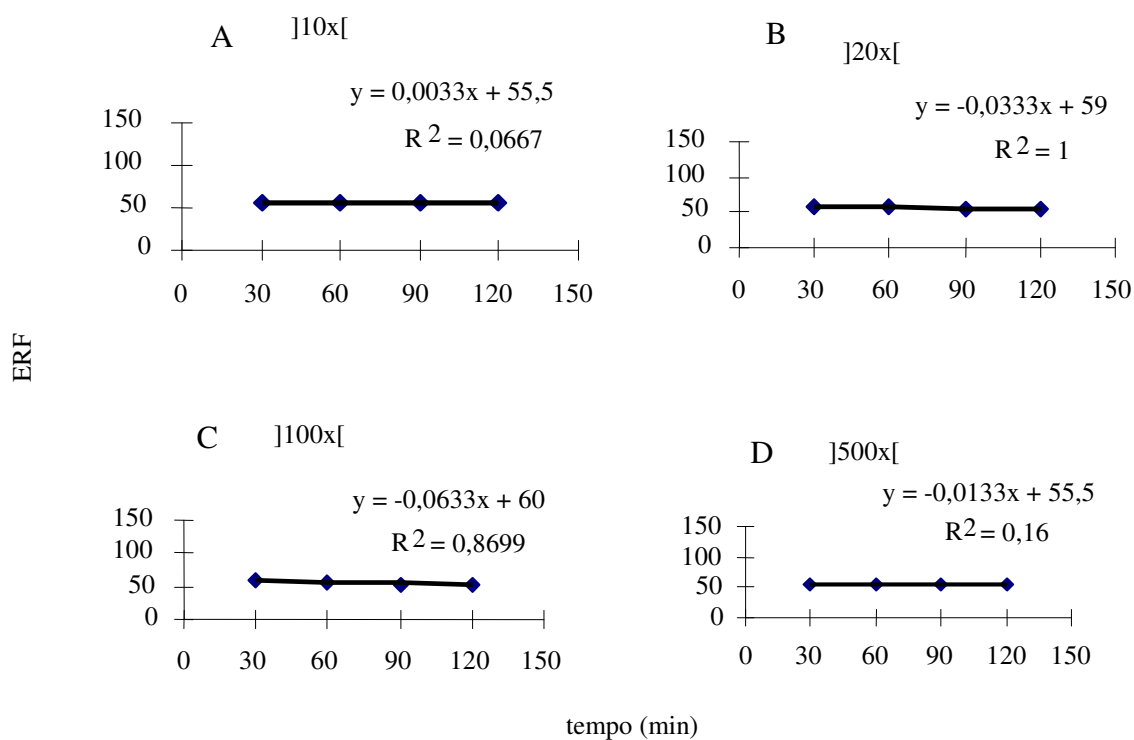 A ]10x[
y = 0,0033x + 55,5
R 2 = 0,0667
150
100
50
0
0 30 60 90 120 150
B ]20x[
y = -0,0333x + 59
R 2 = 1
150
100
50
0
0 30 60 90 120 150
ERF
C ]100x[
y = -0,0633x + 60
R 2 = 0,8699
150
100
50
0
0 30 60 90 120 150
D ]500x[
y = -0,0133x + 55,5
R2 = 0,16
150
100
50
0
0 30 60 90 120 150
tempo (min)